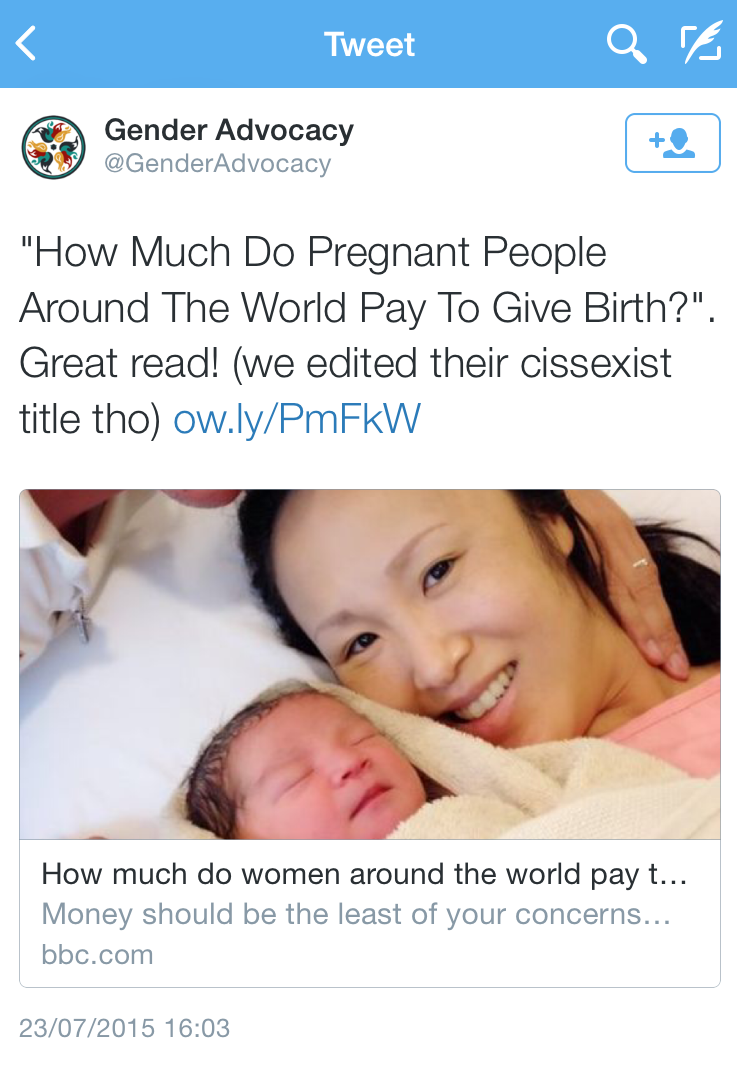 Tweet
Gender Advocacy
@GenderAdvocacy
"How Much Do Pregnant People
Around The World Pay To Give Birth?".
Great read! (we edited their cissexist
title tho) ow.ly/PmFkW
How much do women around the world pay t...
Money should be the least of your concerns...
bbc.com
23/07/2015 16:03